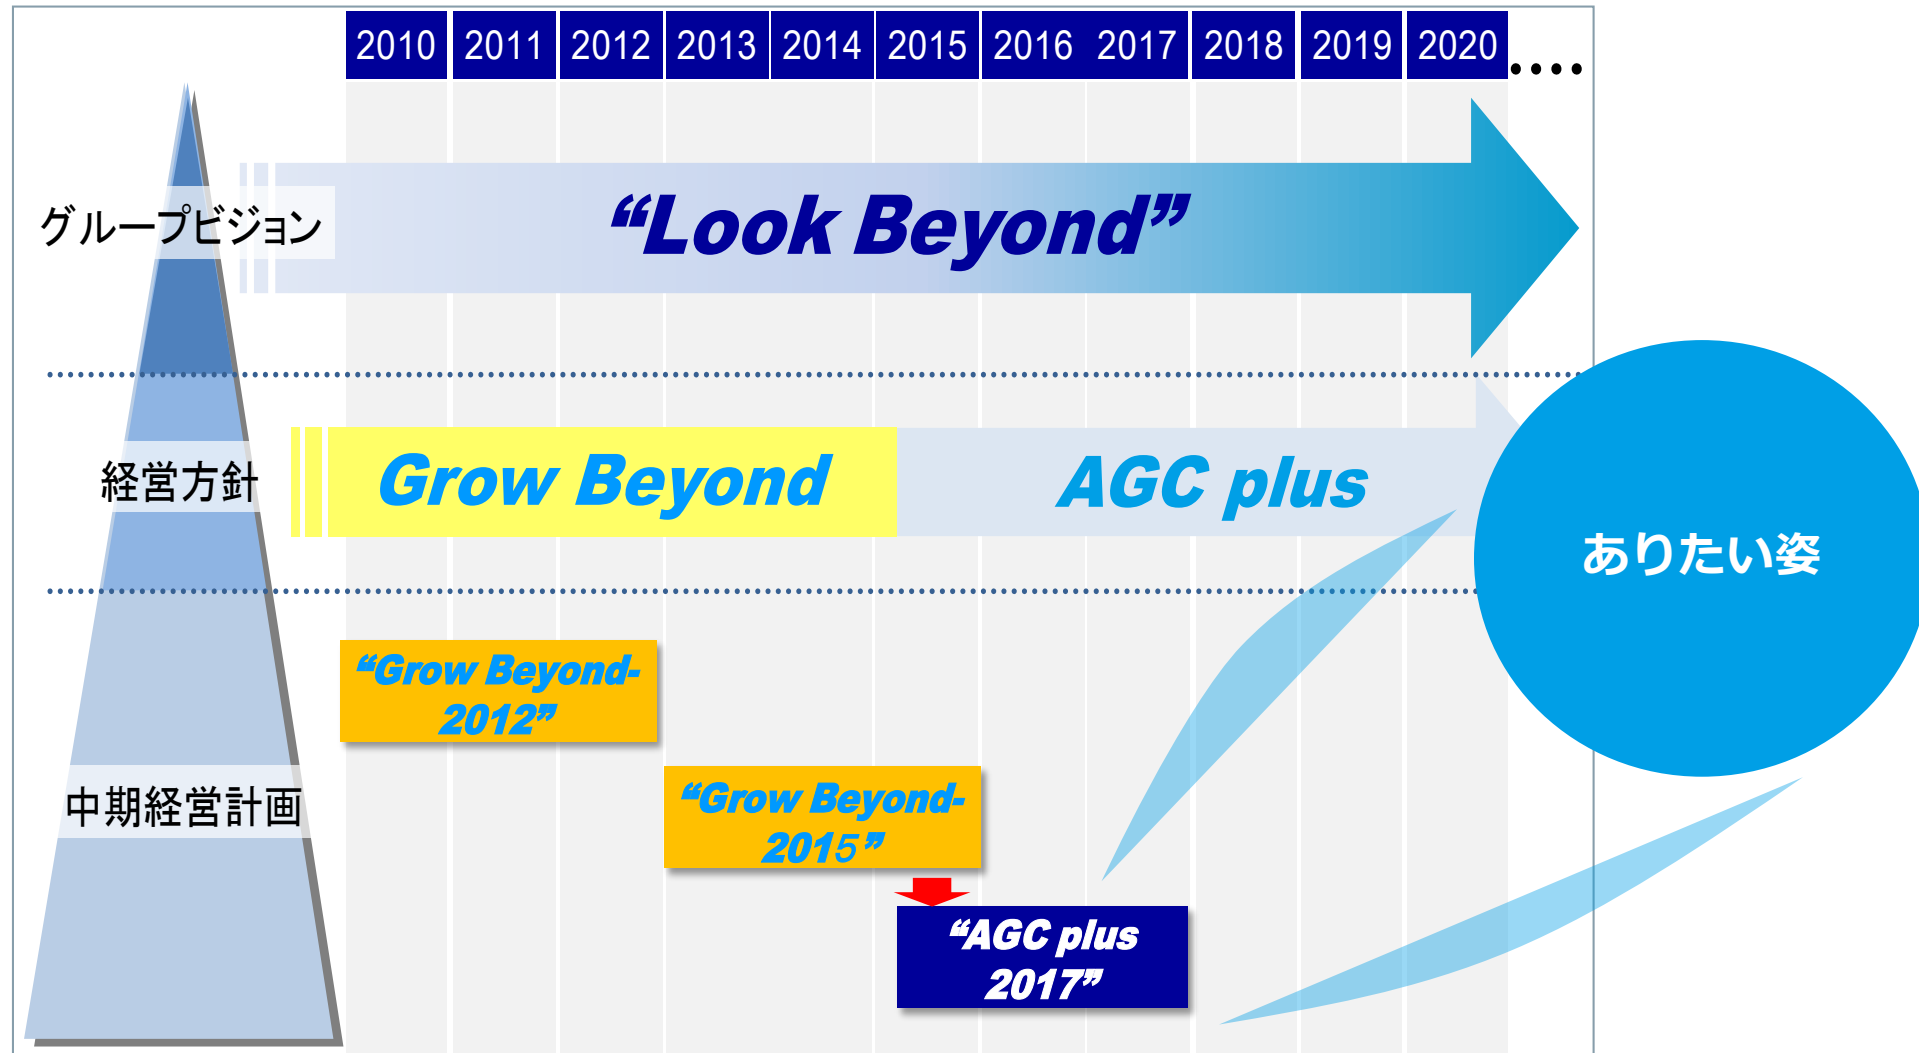 2010 2011 2012 2013 2014 2015 2016 2017 2018 2019 2020 ....
グループビジョン
“Look Beyond”
経営方針
Grow Beyond
AGC plus
ありたい姿
“Grow Beyond-
2012”
中期経営計画
“Grow Beyond-
2015”
“AGC plus
2017”